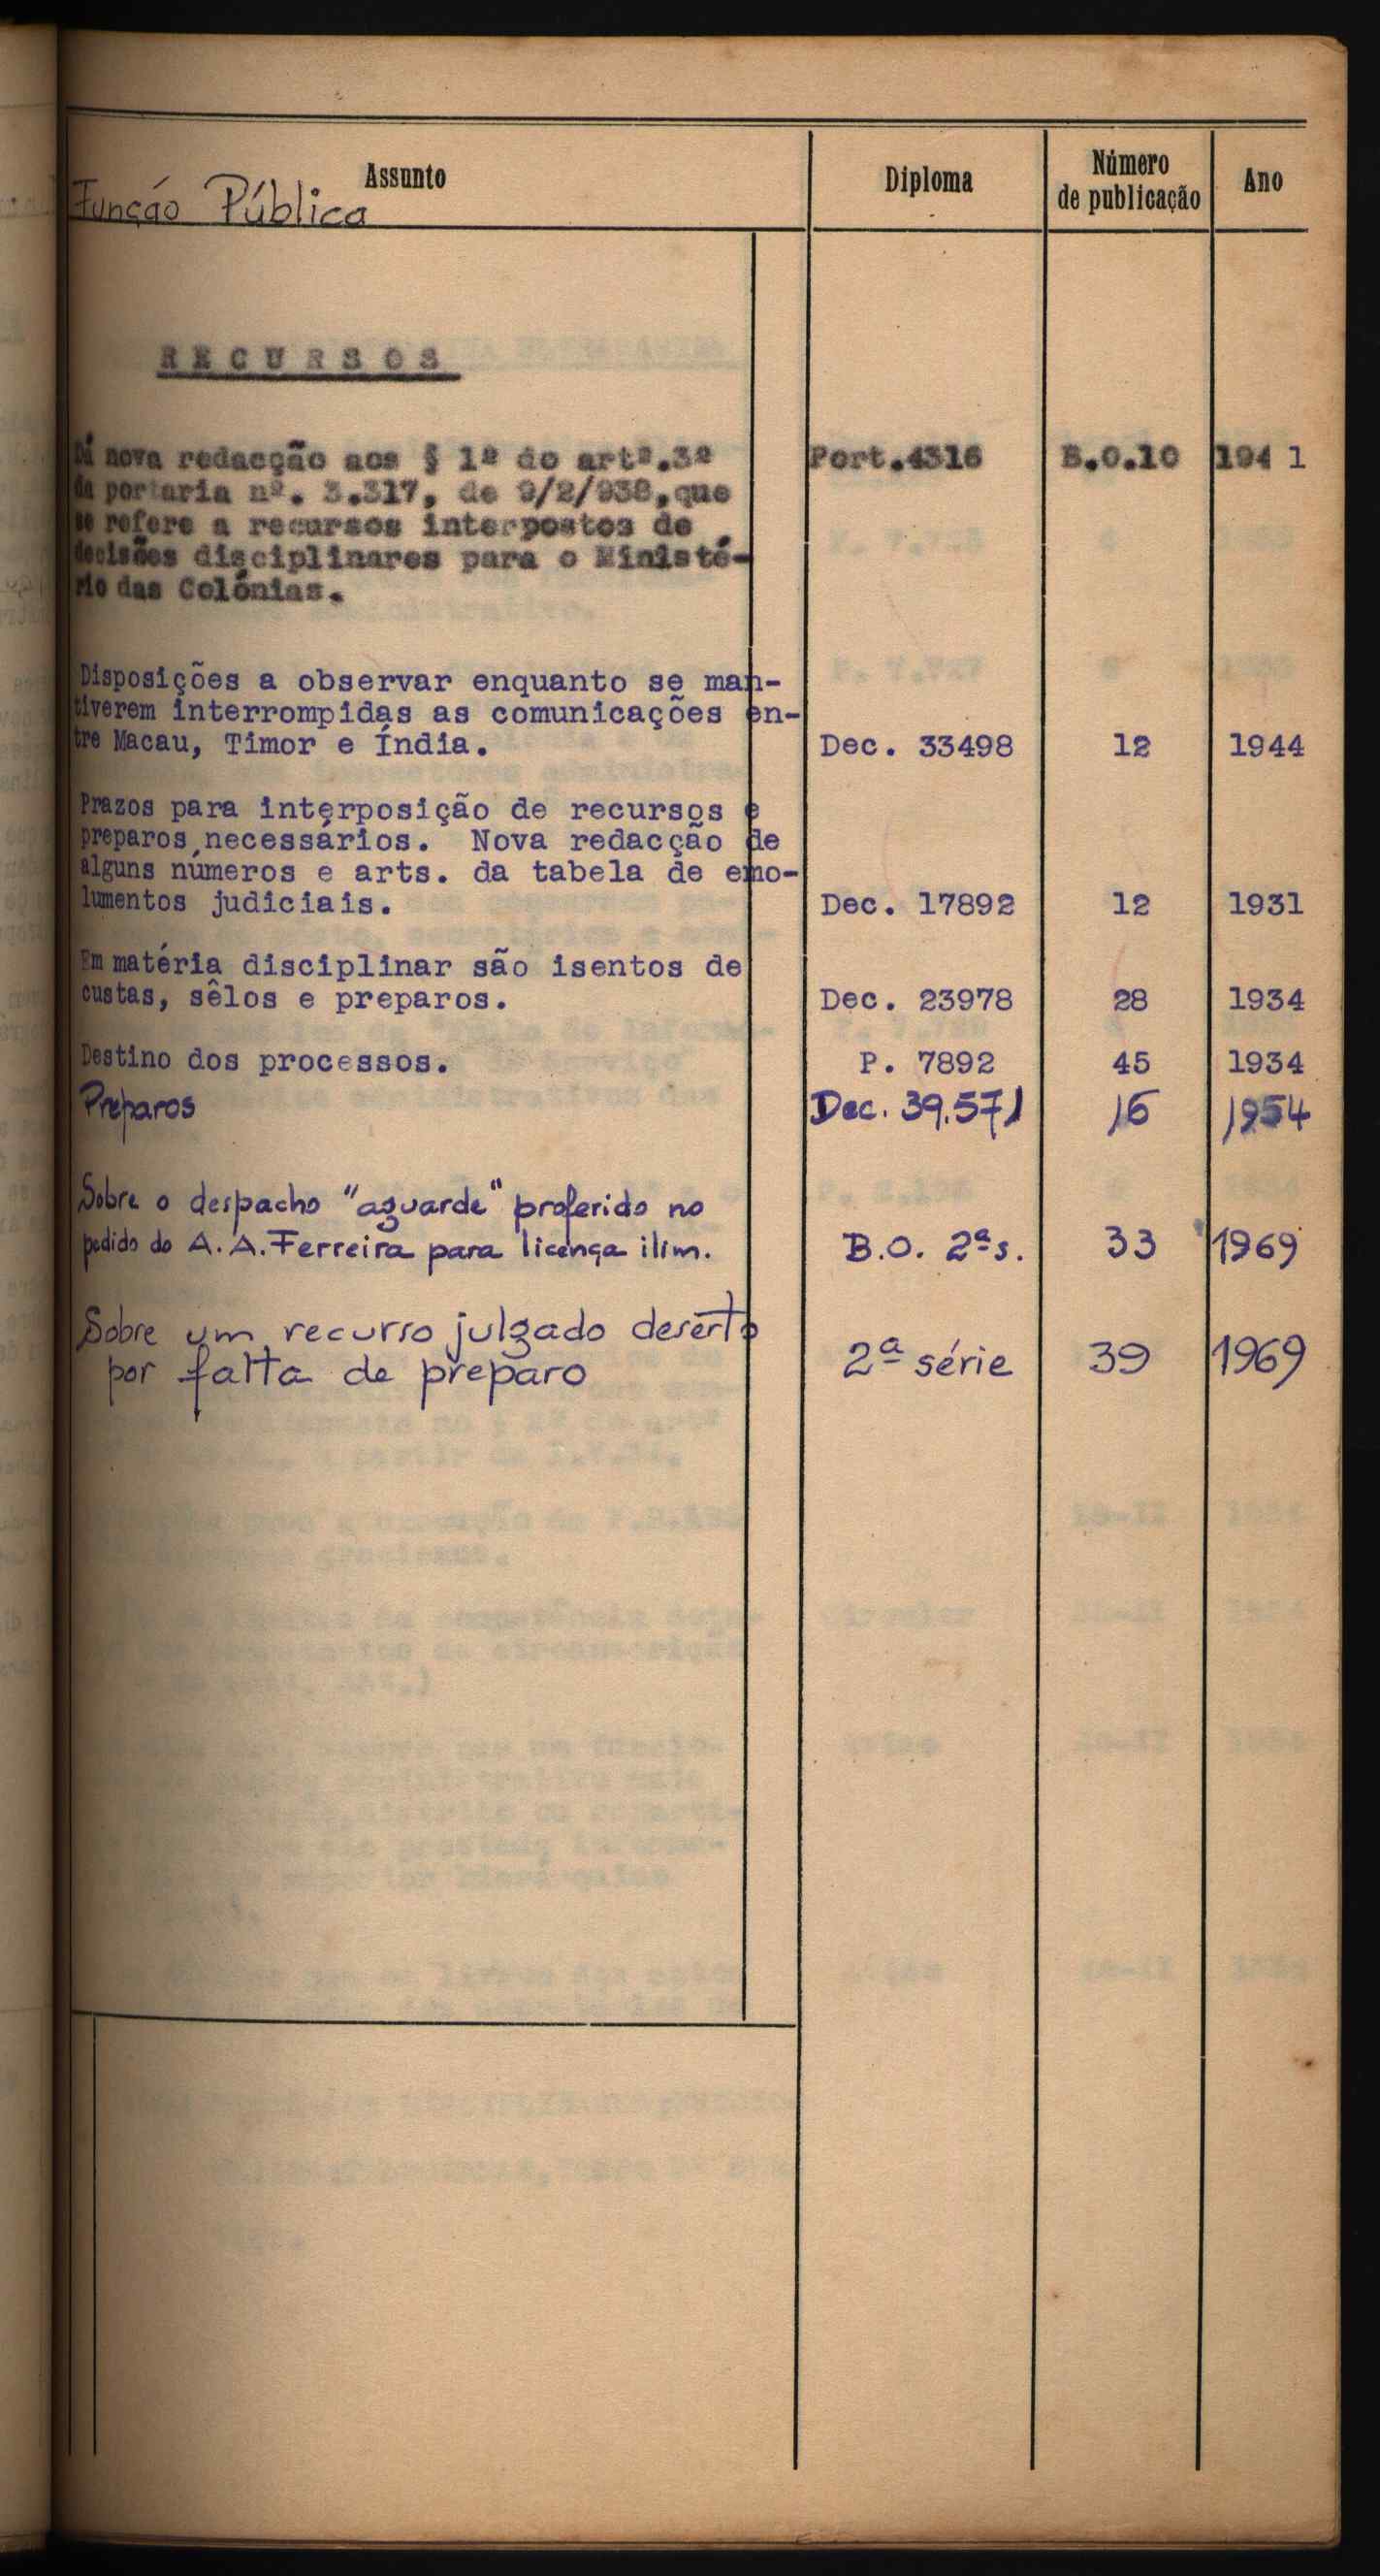 Assunto
Diploma
Número
de publicação
Ano
Função Pública
RECURSOS
Dá nova redacção aos § 1º do artº.3º Port.4316 B.O.10 1941
da portaria nº. 3.317, de 9/2/938,que
se refere a recursos interpostos de
decisões disciplinares para o Ministé-
rio das Colónias.
Disposições a observar enquanto se man-
tiverem interrompidas as comunicações en-
tre Macau, Timor e Índia. Dec. 33498 12 1944
Prazos para interposição de recursos e
preparos necessários. Nova redacção de
alguns números e arts. da tabela de emo-
lumentos judiciais. Dec. 17892 12 1931
Em matéria disciplinar são isentos de
custas, sêlos e preparos. Dec. 23978 28 1934
Destino dos processos. P. 7892 45 1934
Preparos Dec. 39.571 16 1954
Sobre o despacho "aguarde" proferido no
pedido do A. A. Ferreira para licença ilim. B.O. 2ª s. 33 1969
Sobre um recurso julgado deserto
por falta de preparo 2ª série 39 1969